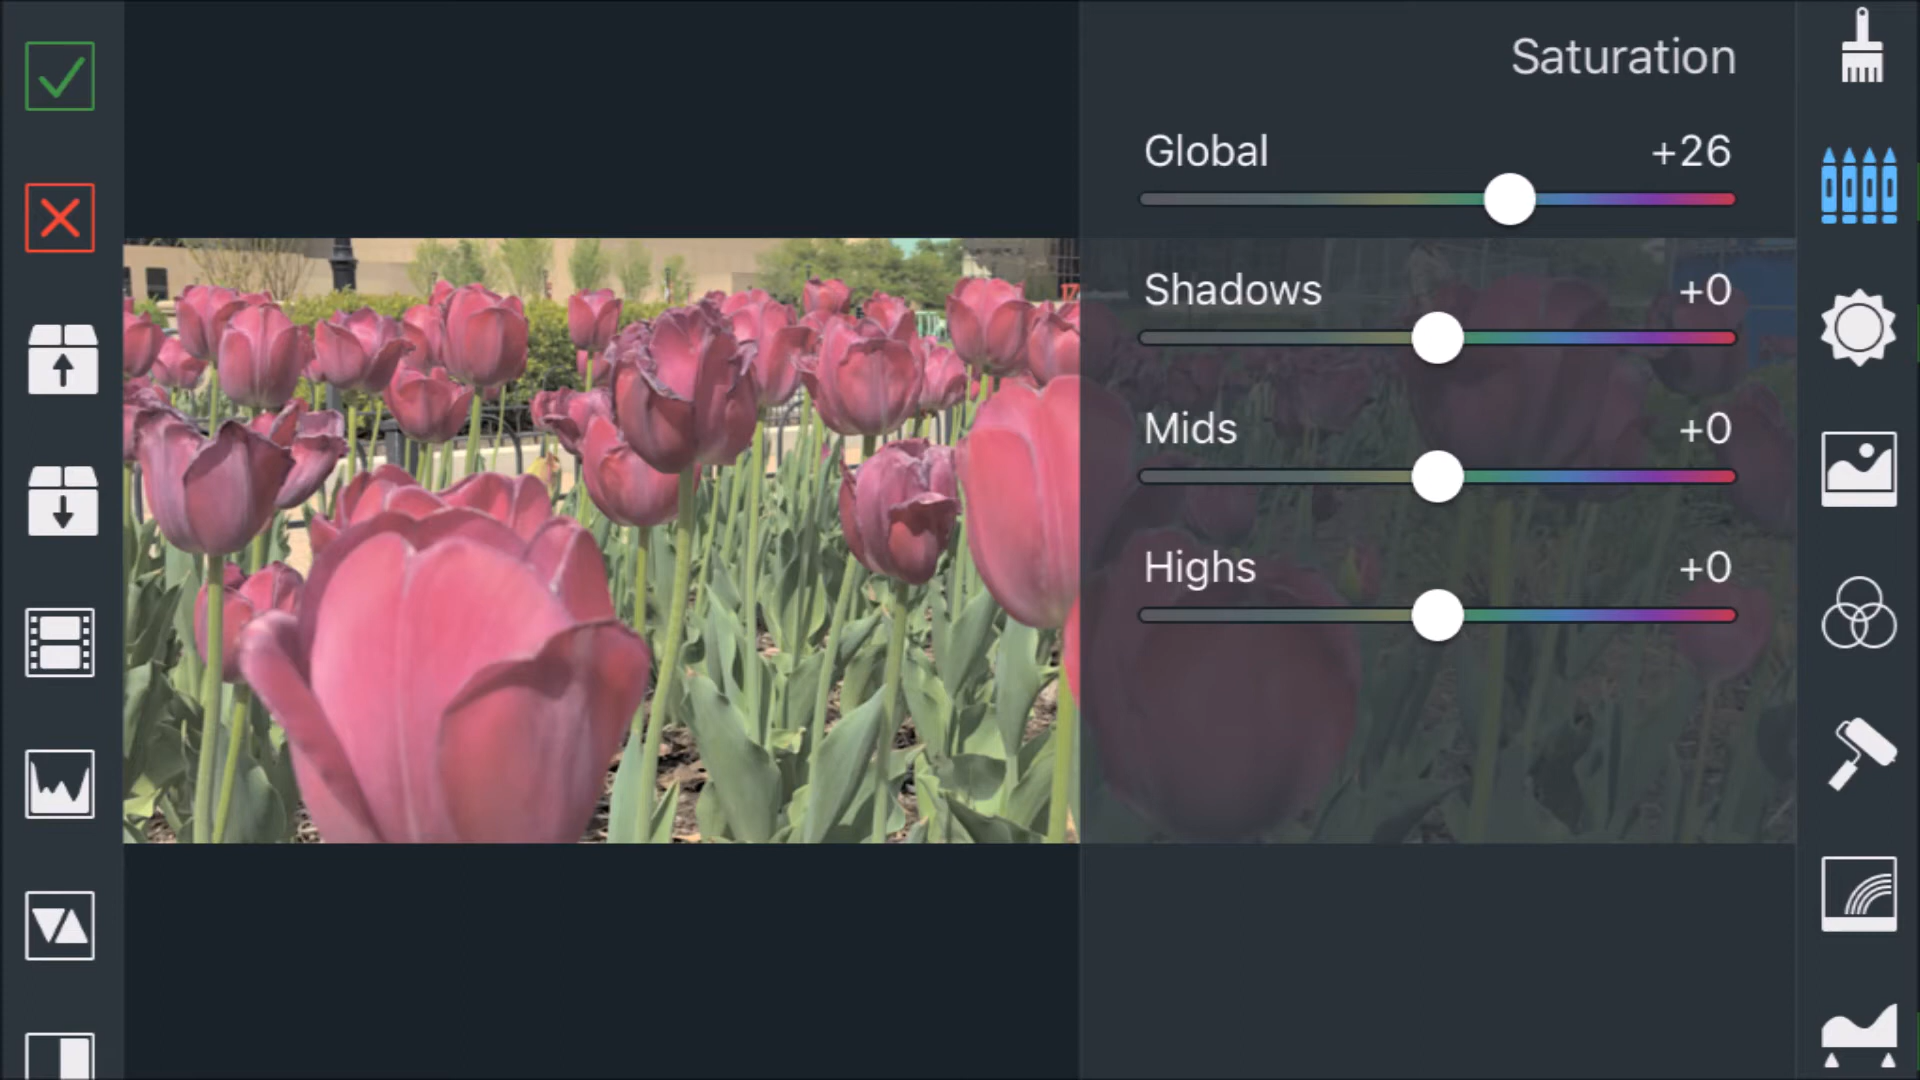 Saturation
Global +26
Shadows +0
Mids +0
Highs +0